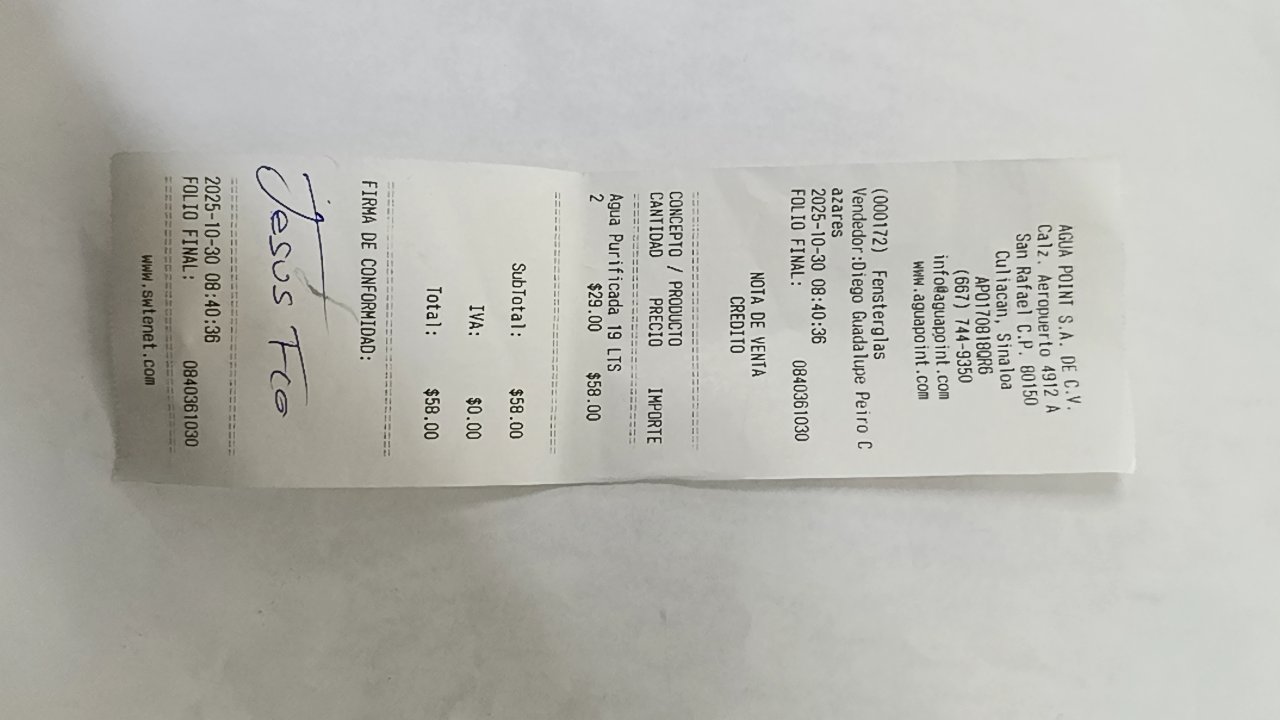 AGUA POINT S.A. DE C.V.
Calz. Aeropuerto 4912 A
San Rafael C.P. 80150
Culiacan, Sinaloa
APO170818QR6
(667) 744-9350
info@aguapoint.com
www.aguapoint.com
(000172) Fensterglas
Vendedor:Diego Guadalupe Peiro C
azares
2025-10-30 08:40:36
FOLIO FINAL: 0840361030
NOTA DE VENTA
CREDITO
CONCEPTO / PRODUCTO
CANTIDAD PRECIO IMPORTE
Agua Purificada 19 LTS
2 $29.00 $58.00
SubTotal: $58.00
IVA: $0.00
Total: $58.00
FIRMA DE CONFORMIDAD:
Jesus Fco
2025-10-30 08:40:36
FOLIO FINAL: 0840361030
www.swtenet.com